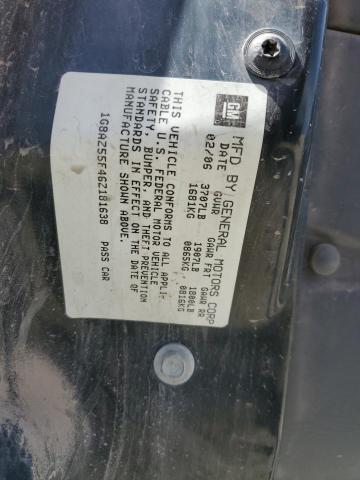 GM
MFD BY GENERAL MOTORS CORP
DATE GVWR GAWR FRT GAWR RR
02/06 3707LB 1907LB 1800LB
1681KG 0865KG 0816KG
THIS VEHICLE CONFORMS TO ALL APPLI-
CABLE U.S. FEDERAL MOTOR VEHICLE
SAFETY, BUMPER, AND THEFT PREVENTION
STANDARDS IN EFFECT ON THE DATE OF
MANUFACTURE SHOWN ABOVE.
1G8AZ55F46Z181638 PASS CAR